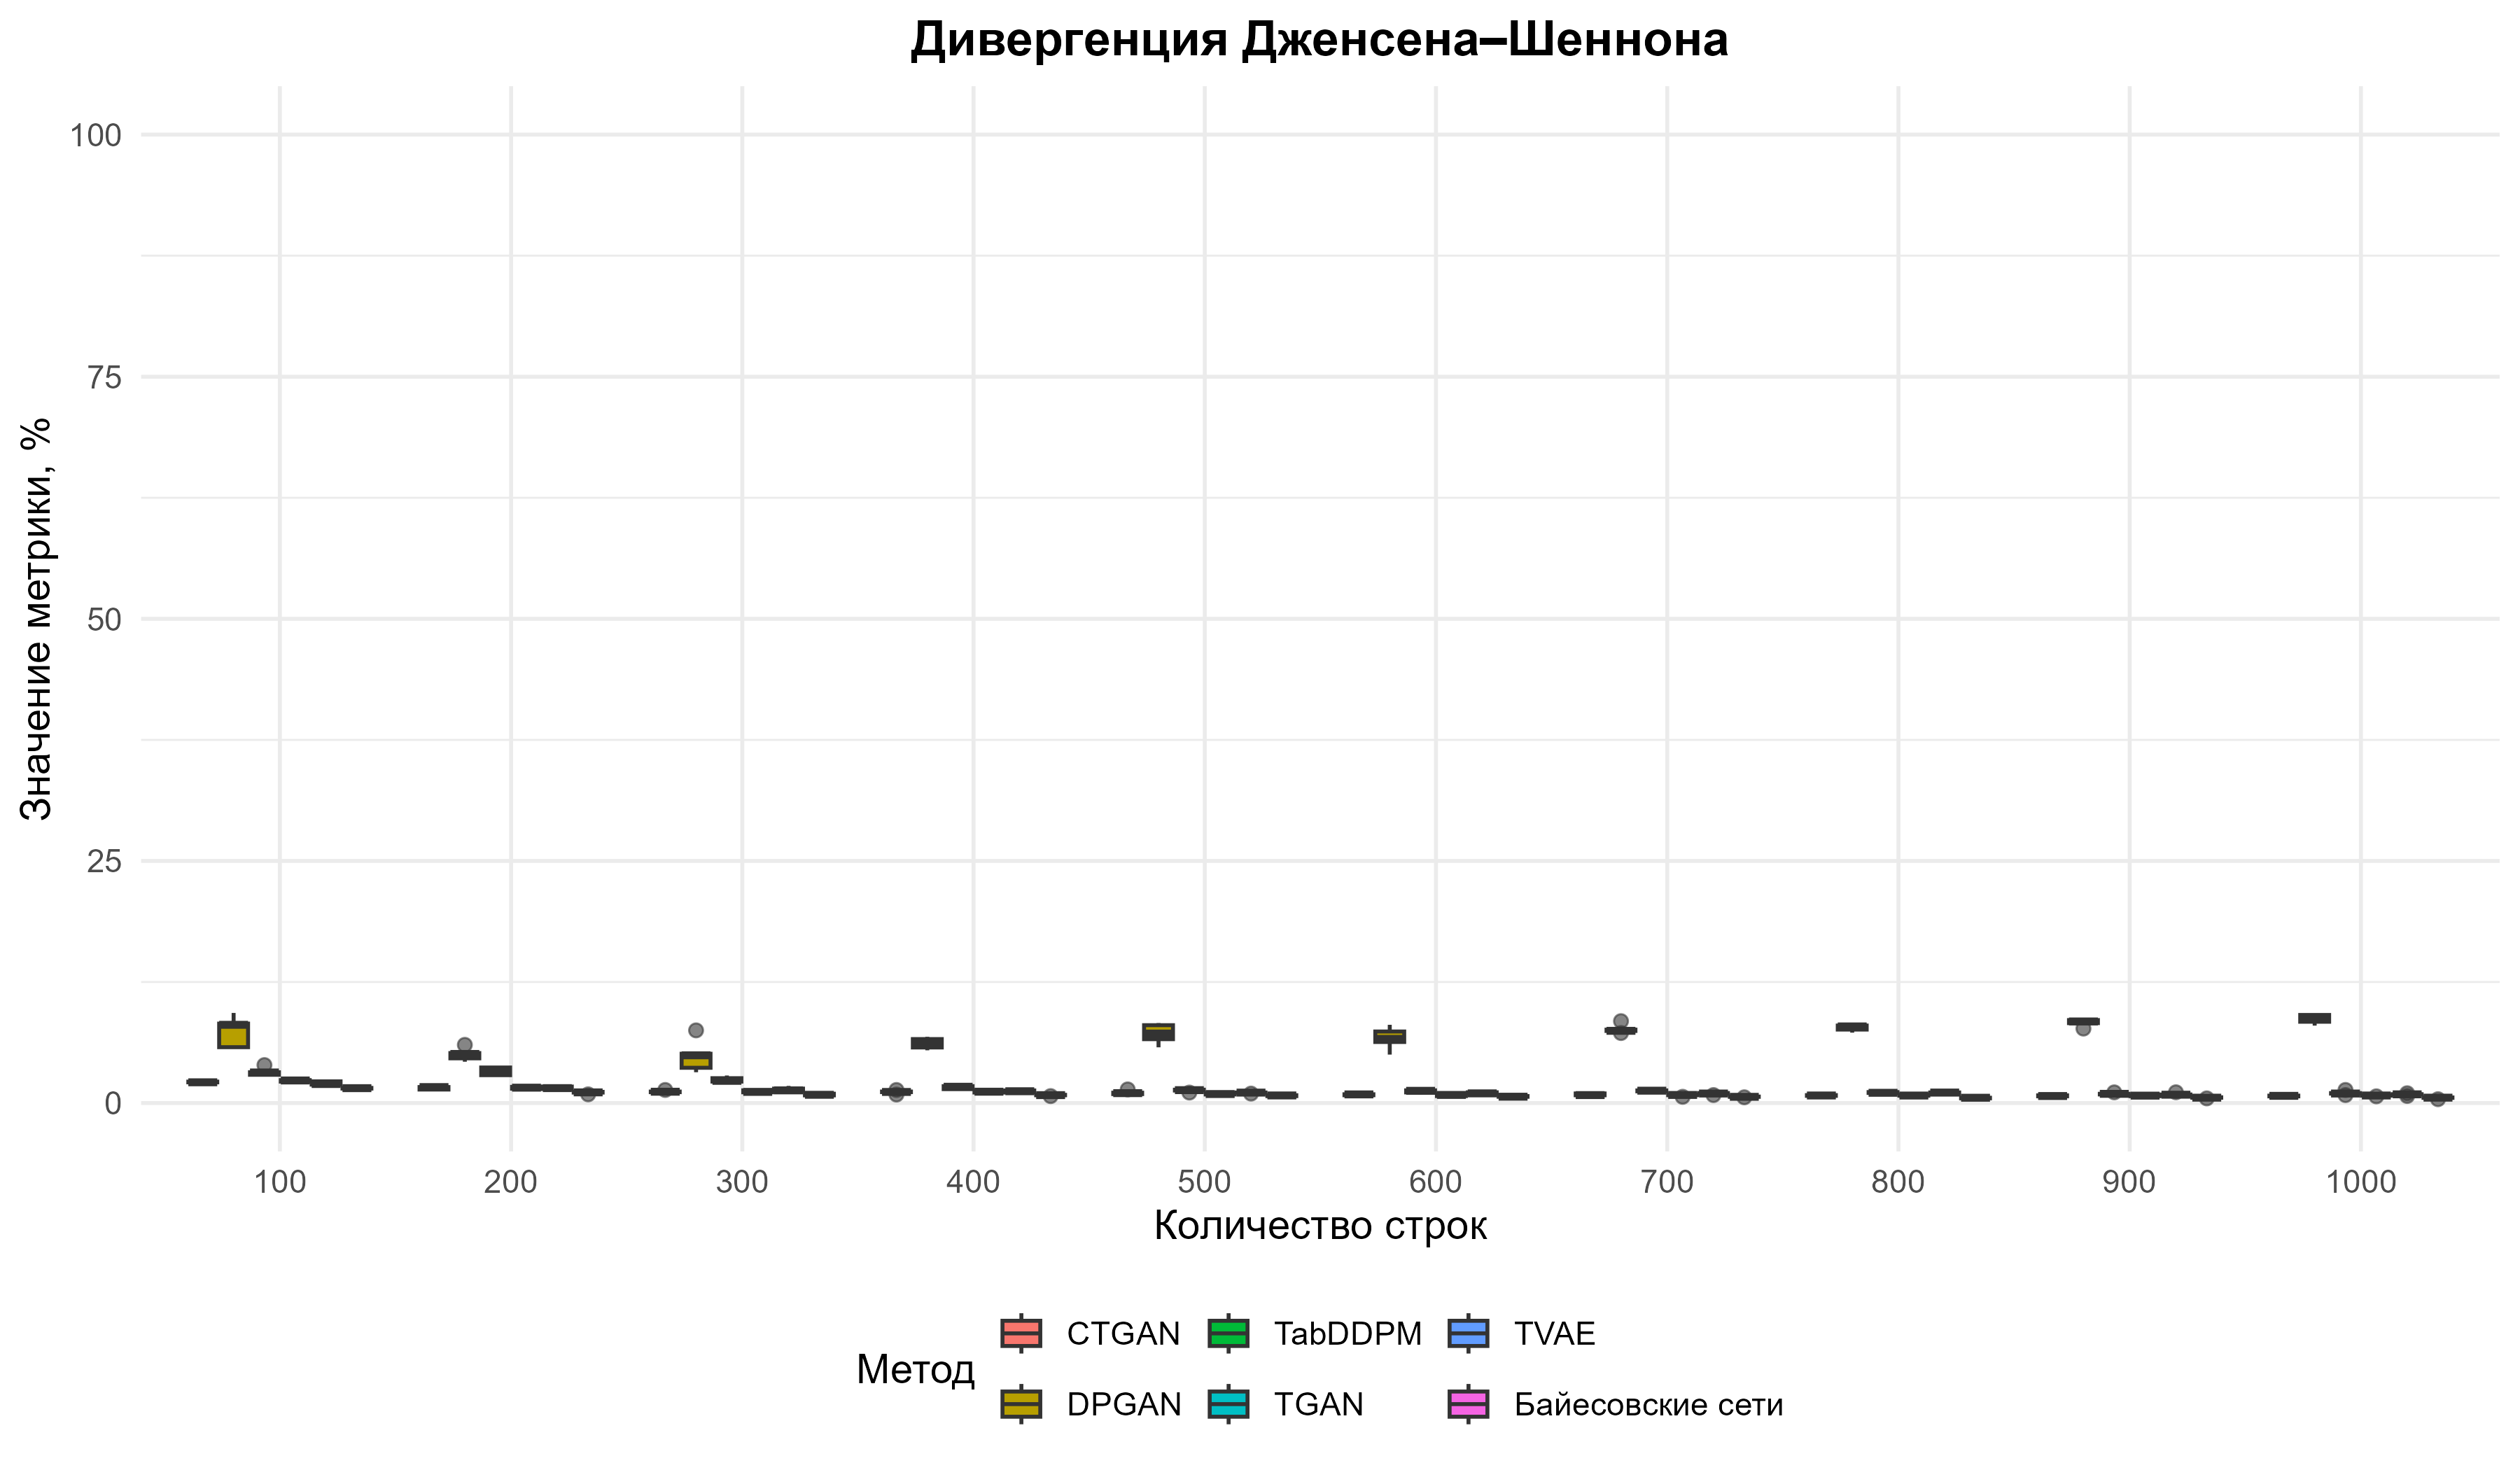 Дивергенция Дженсена–Шеннона
Значение метрики, %
100
75
50
25
0
100 200 300 400 500 600 700 800 900 1000
Количество строк
Метод
CTGAN TabDDPM TVAE
DPGAN TGAN Байесовские сети